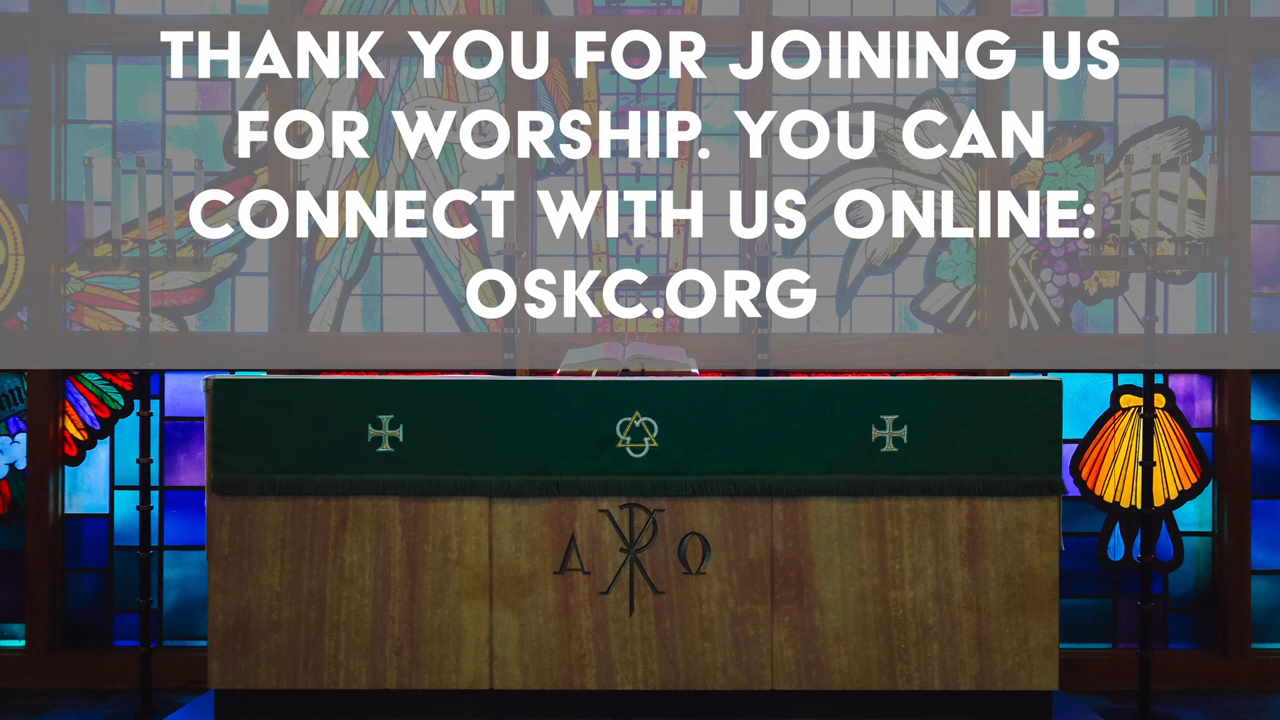 THANK YOU FOR JOINING US
FOR WORSHIP. YOU CAN
CONNECT WITH US ONLINE:
OSKC.ORG
Α ☧ Ω